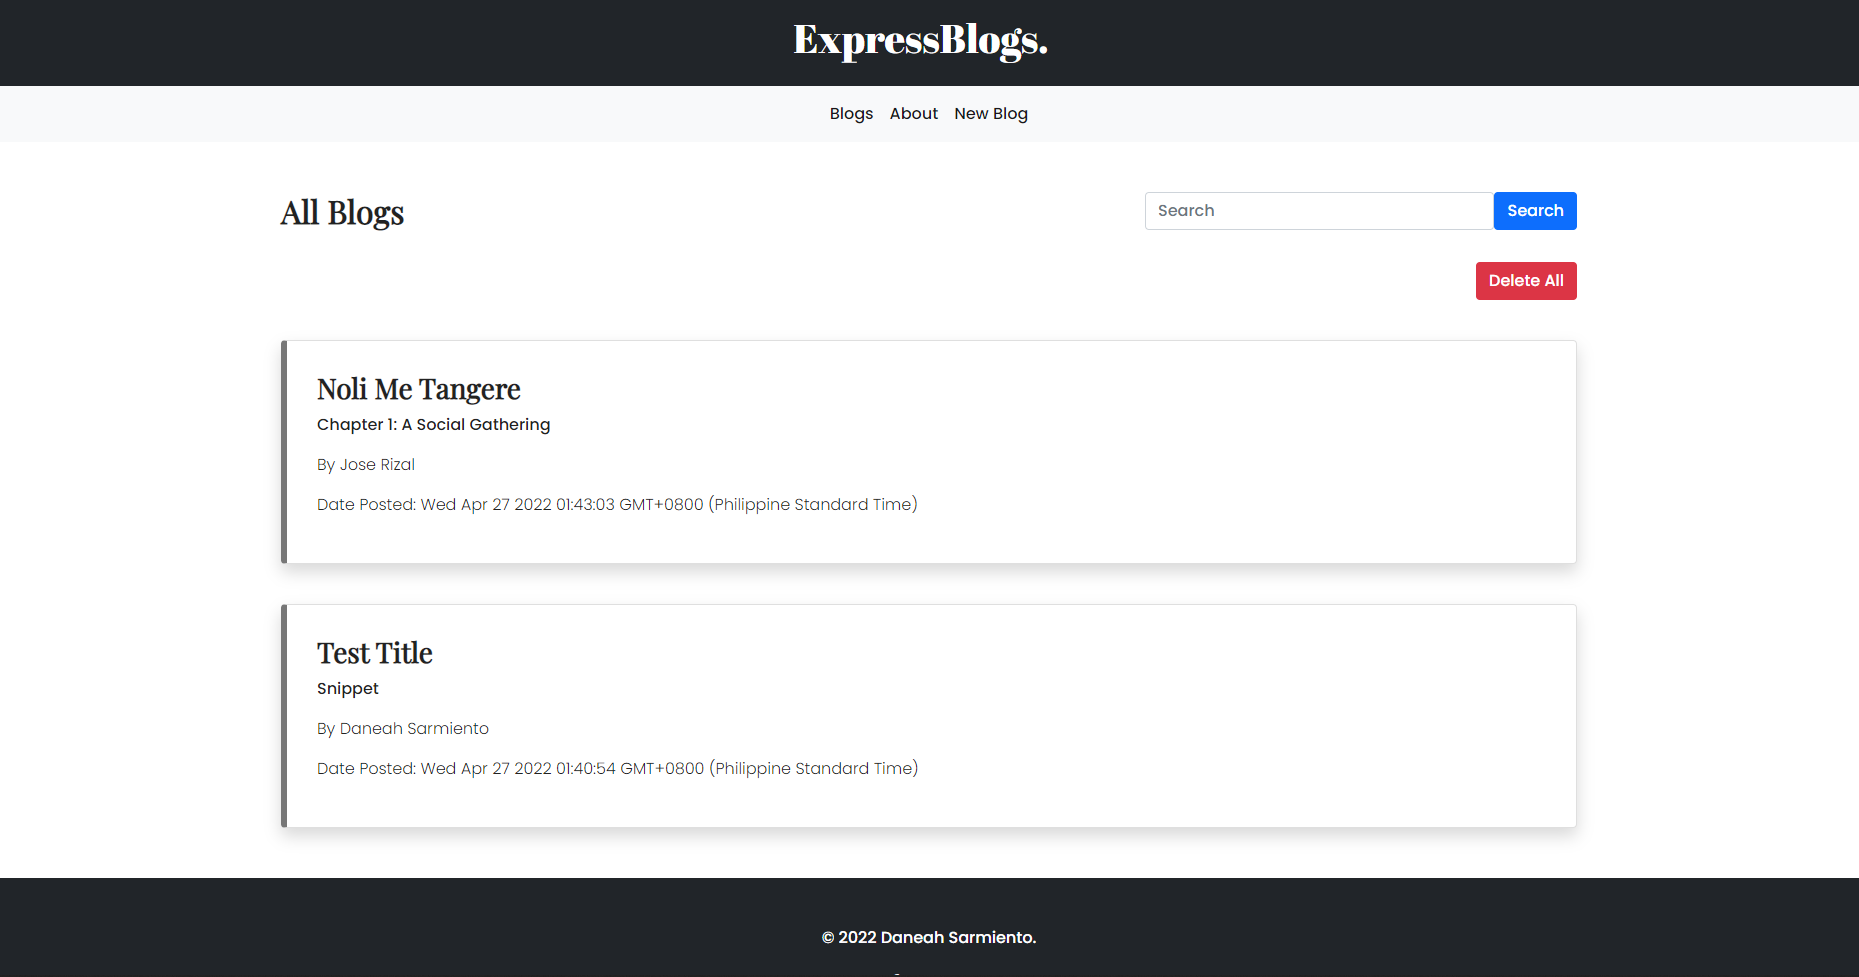 ExpressBlogs.
Blogs About New Blog
All Blogs
Search Search
Delete All
Noli Me Tangere
Chapter 1: A Social Gathering
By Jose Rizal
Date Posted: Wed Apr 27 2022 01:43:03 GMT+0800 (Philippine Standard Time)
Test Title
Snippet
By Daneah Sarmiento
Date Posted: Wed Apr 27 2022 01:40:54 GMT+0800 (Philippine Standard Time)
© 2022 Daneah Sarmiento.